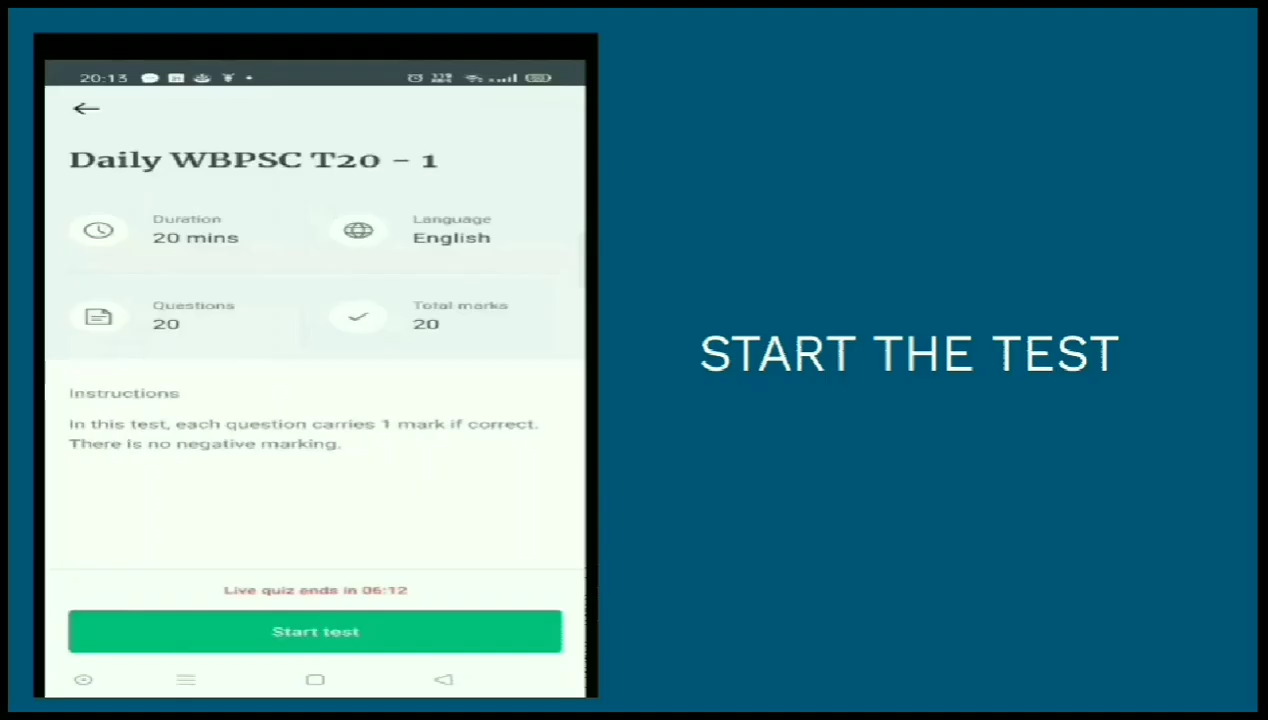 20:13
Daily WBPSC T20 - 1
Duration
20 mins
Language
English
Questions
20
Total marks
20
Instructions
In this test, each question carries 1 mark if correct.
There is no negative marking.
Live quiz ends in 06:12
Start test
START THE TEST